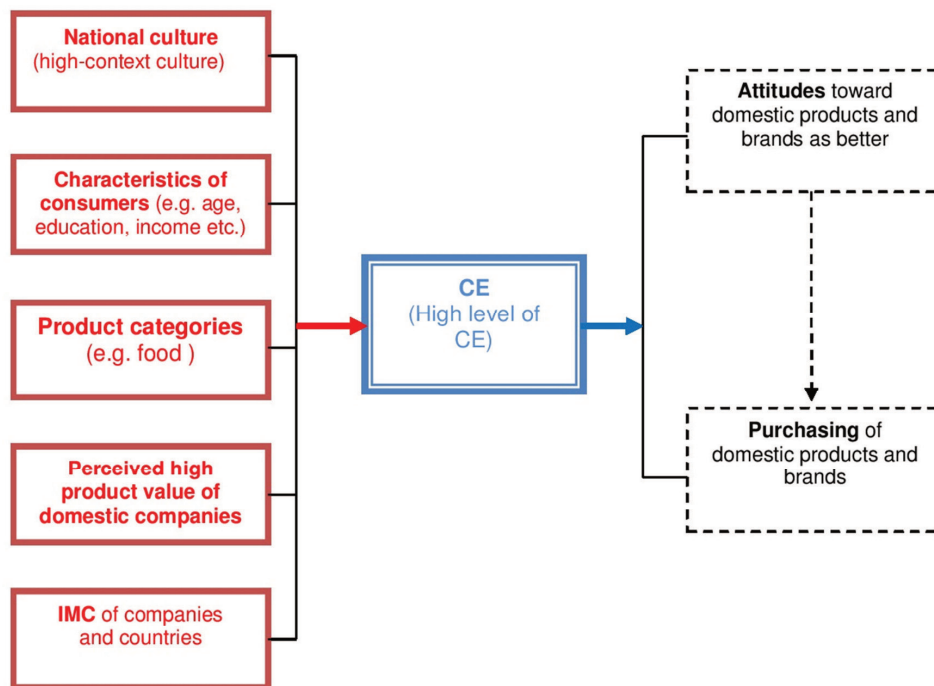 National culture
(high-context culture)
Characteristics of
consumers (e.g. age,
education, income etc.)
Product categories
(e.g. food )
Perceived high
product value of
domestic companies
IMC of companies
and countries
CE
(High level of
CE)
Attitudes toward
domestic products and
brands as better
Purchasing of
domestic products and
brands